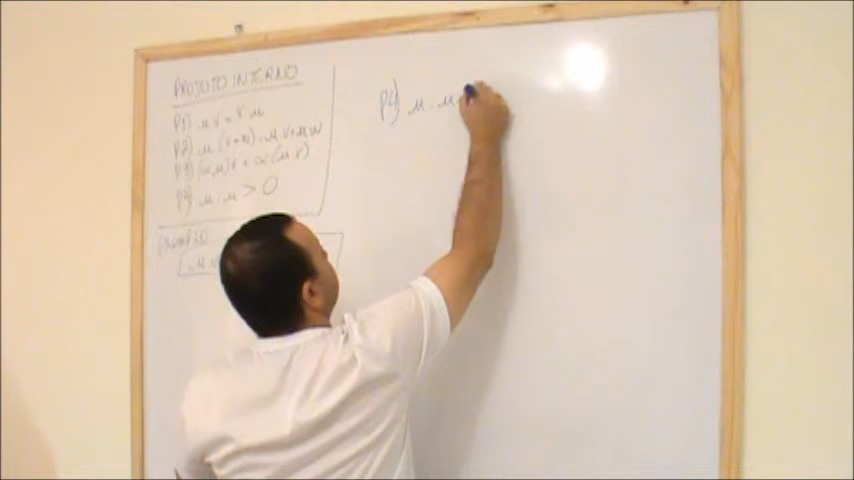 PRODUTO INTERNO
P1) u.v = v.u
P2) u.(v+w) = u.v+u.w
P3) (αu)v = α(u.v)
P4) u.u > 0
P4) u.u